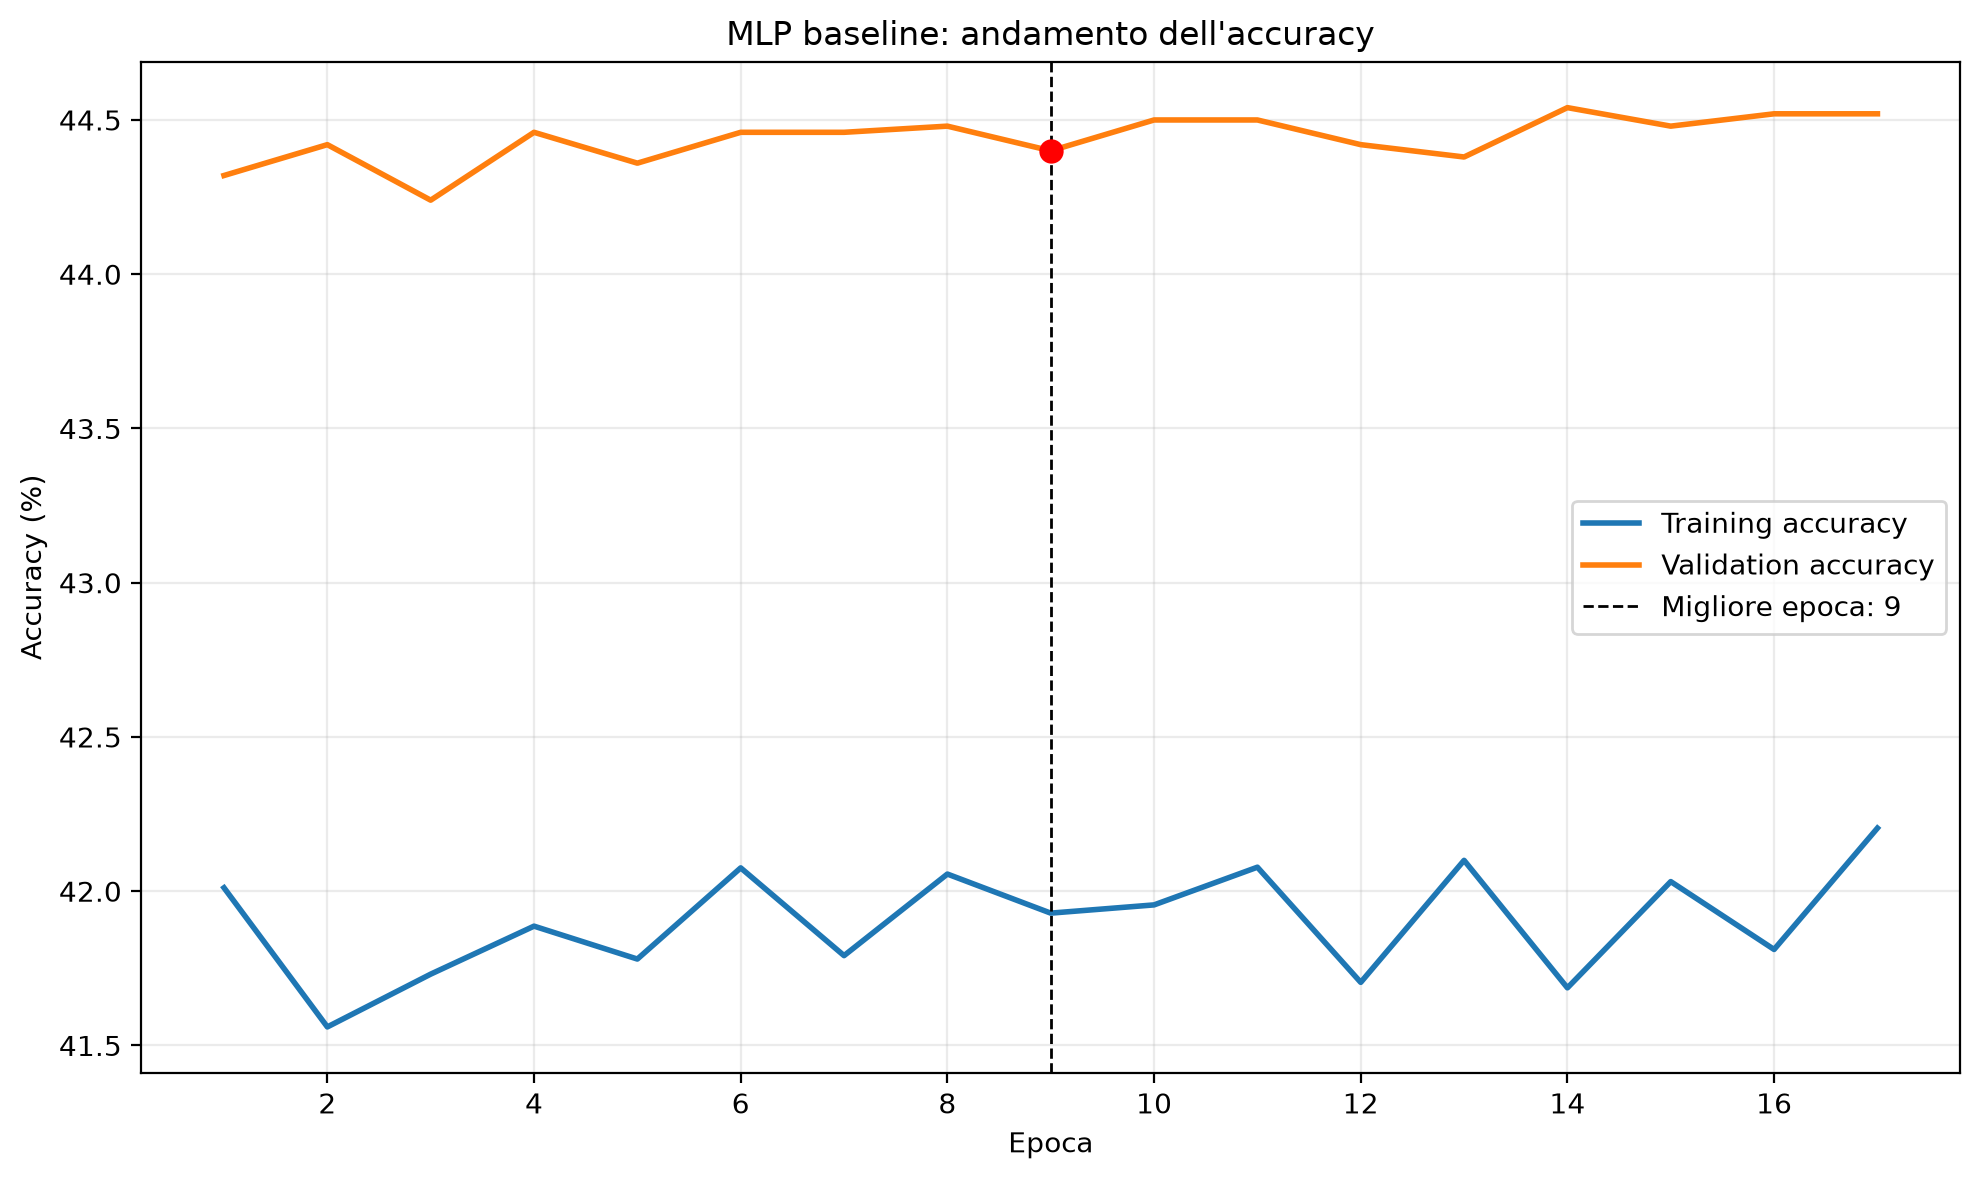 MLP baseline: andamento dell'accuracy
44.5
44.0
43.5
43.0
42.5
42.0
41.5
Accuracy (%)
Training accuracy
Validation accuracy
Migliore epoca: 9
2 4 6 8 10 12 14 16
Epoca